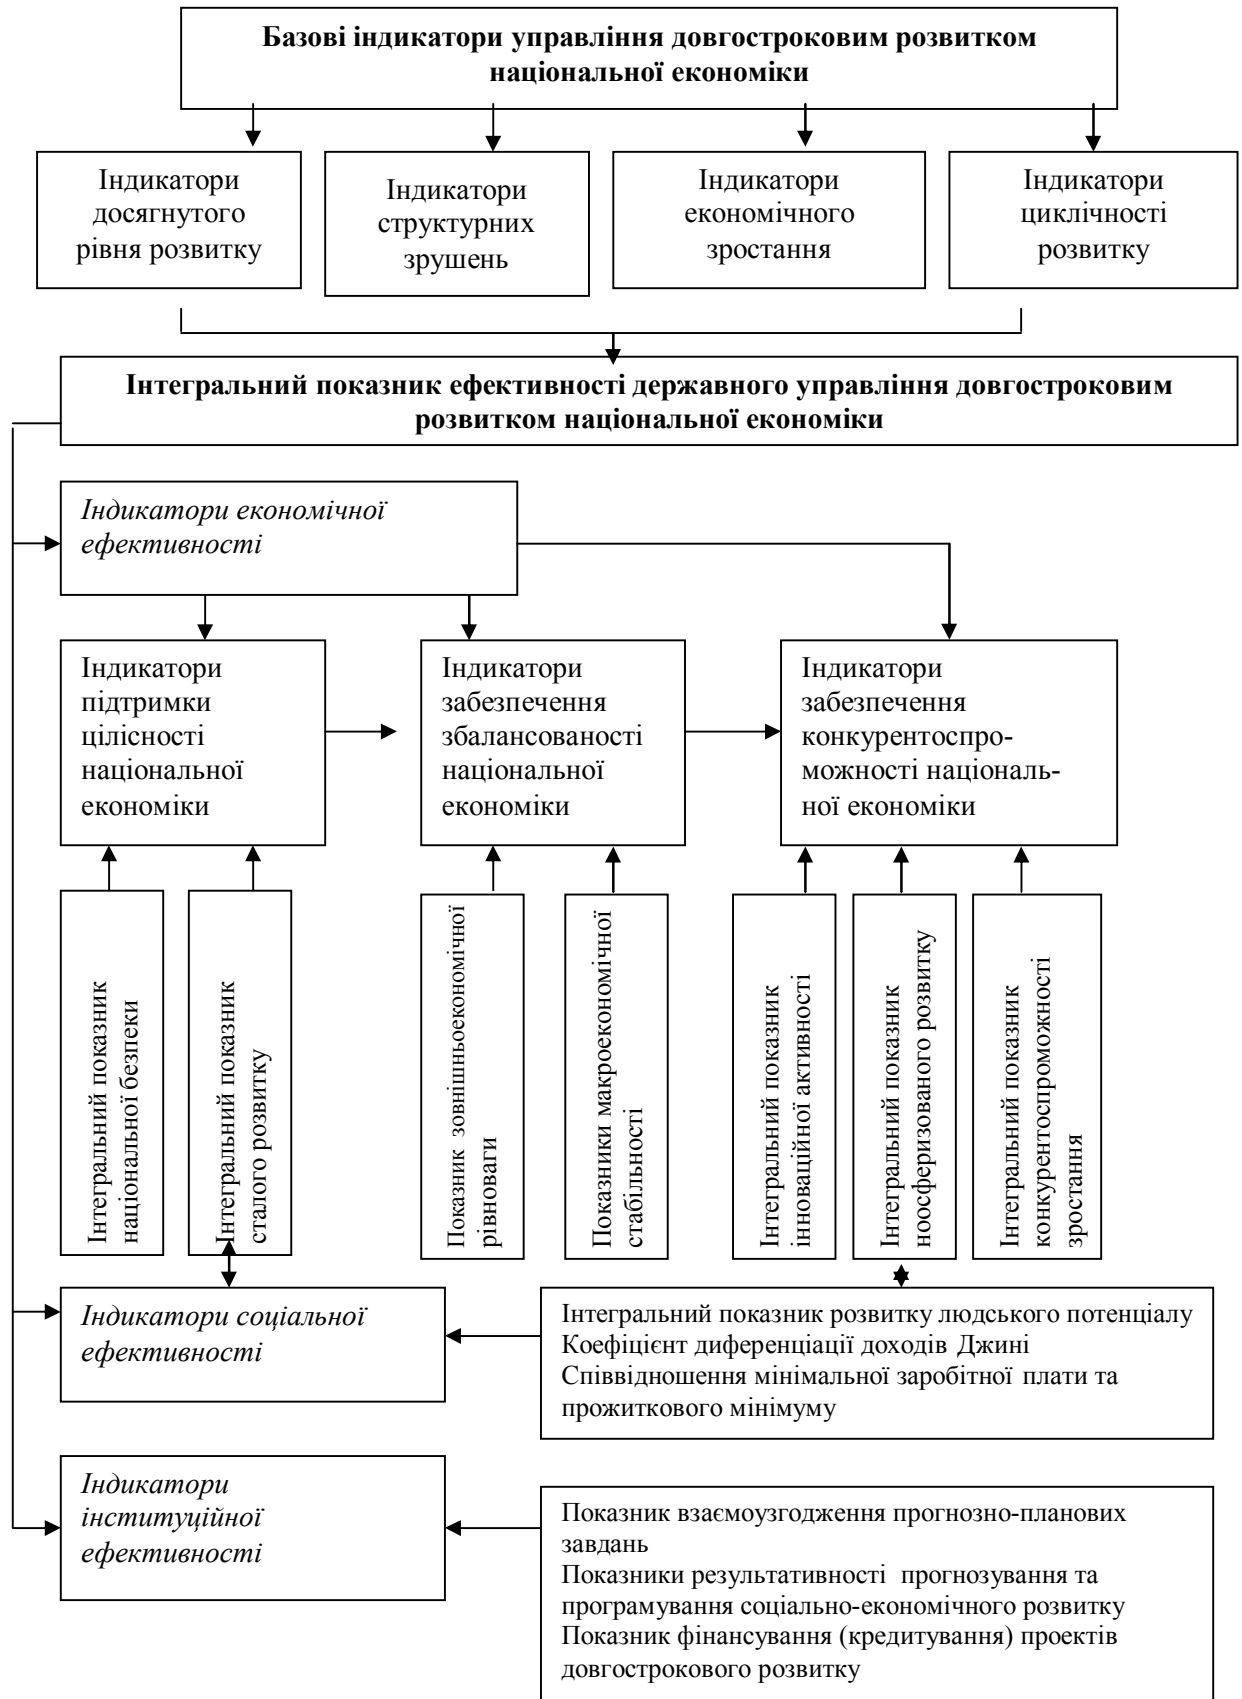 Базові індикатори управління довгостроковим розвитком
національної економіки
Індикатори
досягнутого
рівня розвитку
Індикатори
структурних
зрушень
Індикатори
економічного
зростання
Індикатори
циклічності
розвитку
Інтегральний показник ефективності державного управління довгостроковим
розвитком національної економіки
Індикатори економічної
ефективності
Індикатори
підтримки
цілісності
національної
економіки
Індикатори
забезпечення
збалансованості
національної
економіки
Індикатори
забезпечення
конкурентоспро-
можності національ-
ної економіки
Інтегральний показник
національної безпеки
Інтегральний показник
сталого розвитку
Показник зовнішньоекономічної
рівноваги
Показники макроекономічної
стабільності
Інтегральний показник
інноваційної активності
Інтегральний показник
ноосферизованого розвитку
Інтегральний показник
конкурентоспроможності
зростання
Індикатори соціальної
ефективності
Інтегральний показник розвитку людського потенціалу
Коефіцієнт диференціації доходів Джині
Співвідношення мінімальної заробітної плати та
прожиткового мінімуму
Індикатори
інституційної
ефективності
Показник взаємоузгодження прогнозно-планових
завдань
Показники результативності прогнозування та
програмування соціально-економічного розвитку
Показник фінансування (кредитування) проектів
довгострокового розвитку